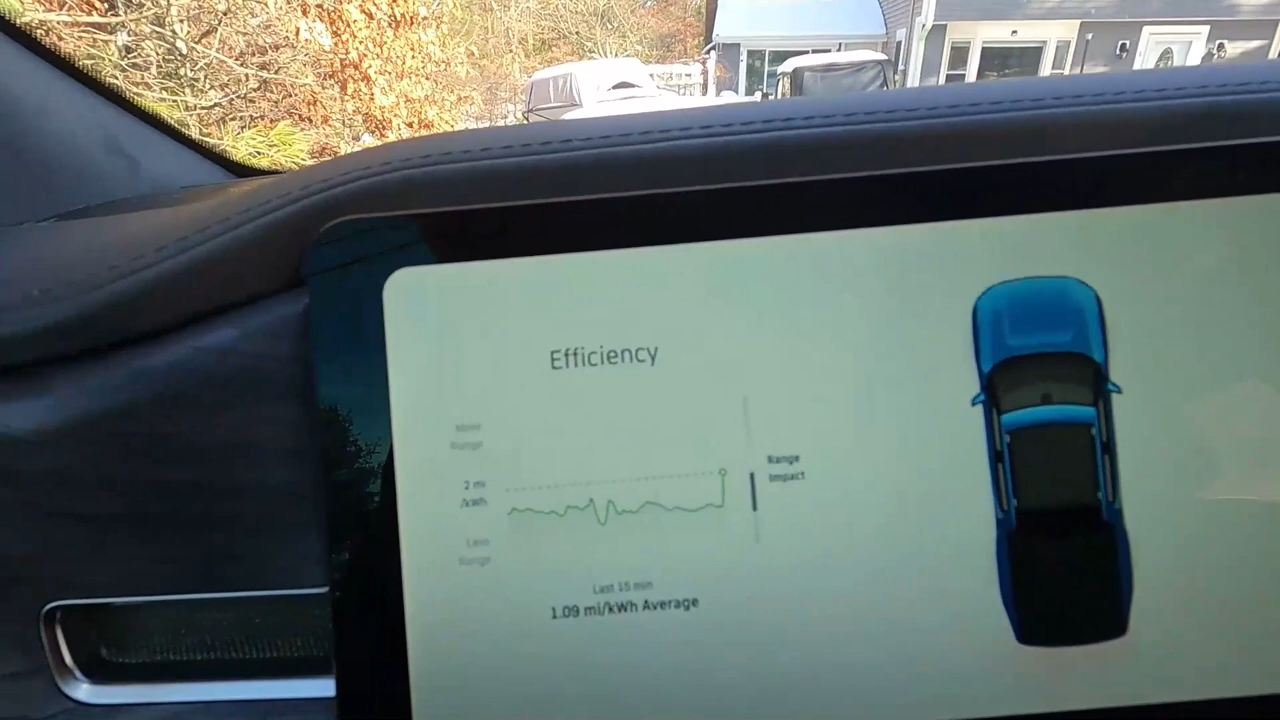 Efficiency
More
Range
2 mi
/kWh
Less
Range
Range
Impact
Last 15 min
1.09 mi/kWh Average